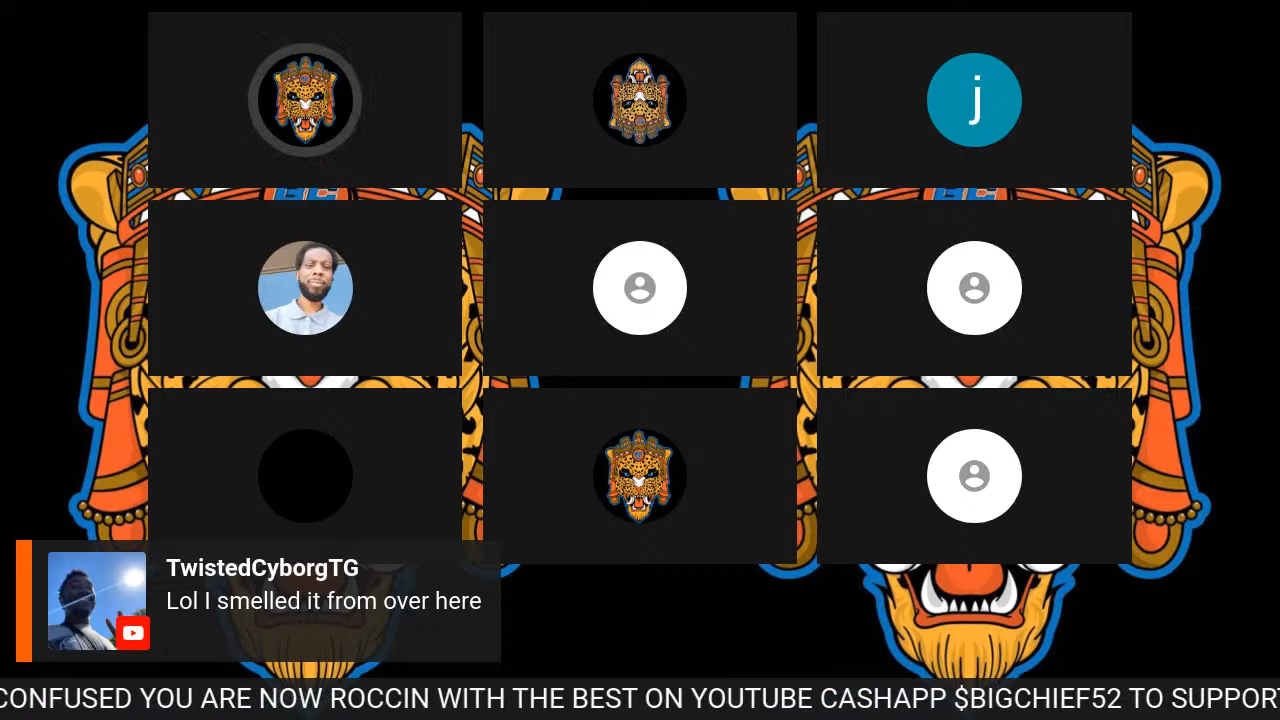 j
TwistedCyborgTG
Lol I smelled it from over here
CONFUSED YOU ARE NOW ROCCIN WITH THE BEST ON YOUTUBE CASHAPP $BIGCHIEF52 TO SUPPORT